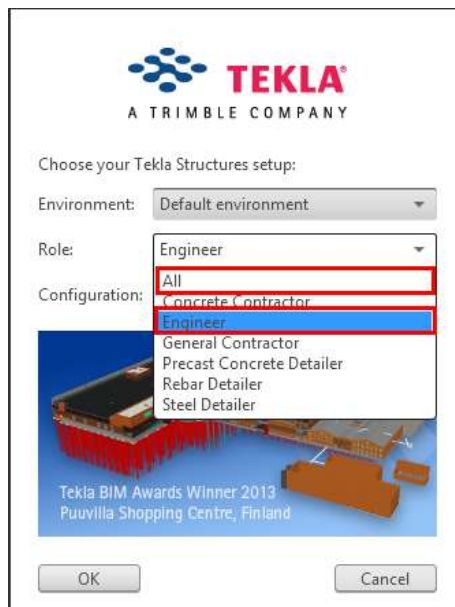 TEKLA®
A TRIMBLE COMPANY
Choose your Tekla Structures setup:
Environment: Default environment
Role: Engineer
All
Configuration:
Concrete Contractor
Engineer
General Contractor
Precast Concrete Detailer
Rebar Detailer
Steel Detailer
Tekla BIM Awards Winner 2013
Puuvilla Shopping Centre, Finland
OK Cancel